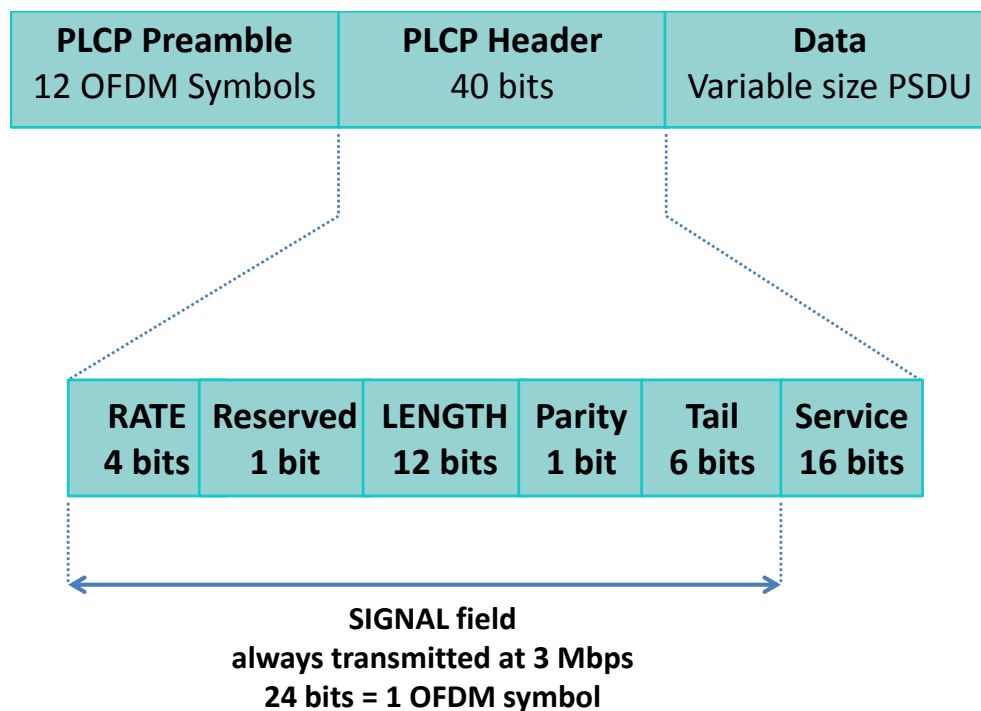 PLCP Preamble
12 OFDM Symbols
PLCP Header
40 bits
Data
Variable size PSDU
RATE
4 bits
Reserved
1 bit
LENGTH
12 bits
Parity
1 bit
Tail
6 bits
Service
16 bits
SIGNAL field
always transmitted at 3 Mbps
24 bits = 1 OFDM symbol